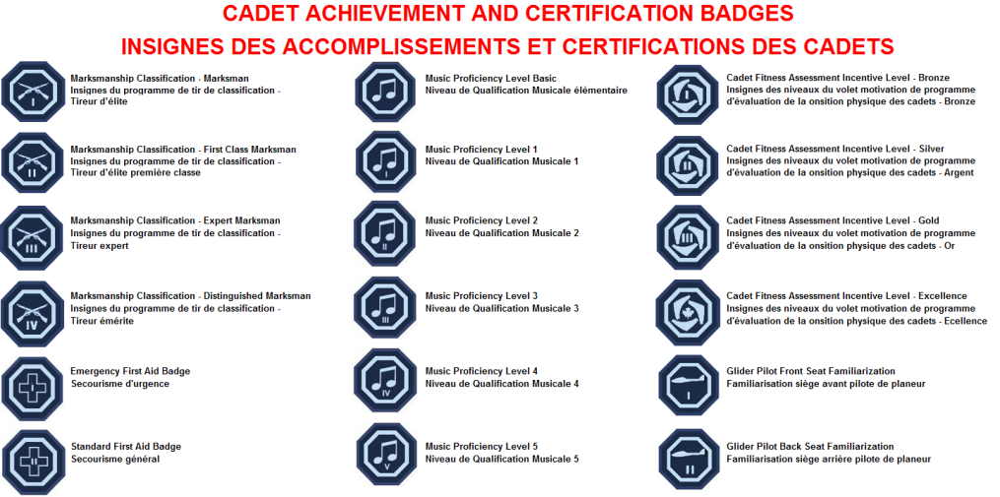 CADET ACHIEVEMENT AND CERTIFICATION BADGES
INSIGNES DES ACCOMPLISSEMENTS ET CERTIFICATIONS DES CADETS
I
Marksmanship Classification - Marksman
Insignes du programme de tir de classification -
Tireur d'élite
II
Marksmanship Classification - First Class Marksman
Insignes du programme de tir de classification -
Tireur d'élite première classe
III
Marksmanship Classification - Expert Marksman
Insignes du programme de tir de classification -
Tireur expert
IV
Marksmanship Classification - Distinguished Marksman
Insignes du programme de tir de classification -
Tireur émérite
I
Emergency First Aid Badge
Secourisme d'urgence
II
Standard First Aid Badge
Secourisme général
Music Proficiency Level Basic
Niveau de Qualification Musicale élémentaire
I
Music Proficiency Level 1
Niveau de Qualification Musicale 1
II
Music Proficiency Level 2
Niveau de Qualification Musicale 2
III
Music Proficiency Level 3
Niveau de Qualification Musicale 3
IV
Music Proficiency Level 4
Niveau de Qualification Musicale 4
V
Music Proficiency Level 5
Niveau de Qualification Musicale 5
I
Cadet Fitness Assessment Incentive Level - Bronze
Insignes des niveaux du volet motivation de programme
d'évaluation de la onsition physique des cadets - Bronze
II
Cadet Fitness Assessment Incentive Level - Silver
Insignes des niveaux du volet motivation de programme
d'évaluation de la onsition physique des cadets - Argent
III
Cadet Fitness Assessment Incentive Level - Gold
Insignes des niveaux du volet motivation de programme
d'évaluation de la onsition physique des cadets - Or
Cadet Fitness Assessment Incentive Level - Excellence
Insignes des niveaux du volet motivation de programme
d'évaluation de la onsition physique des cadets - Ecellence
I
Glider Pilot Front Seat Familiarization
Familiarisation siège avant pilote de planeur
II
Glider Pilot Back Seat Familiarization
Familiarisation siège arrière pilote de planeur